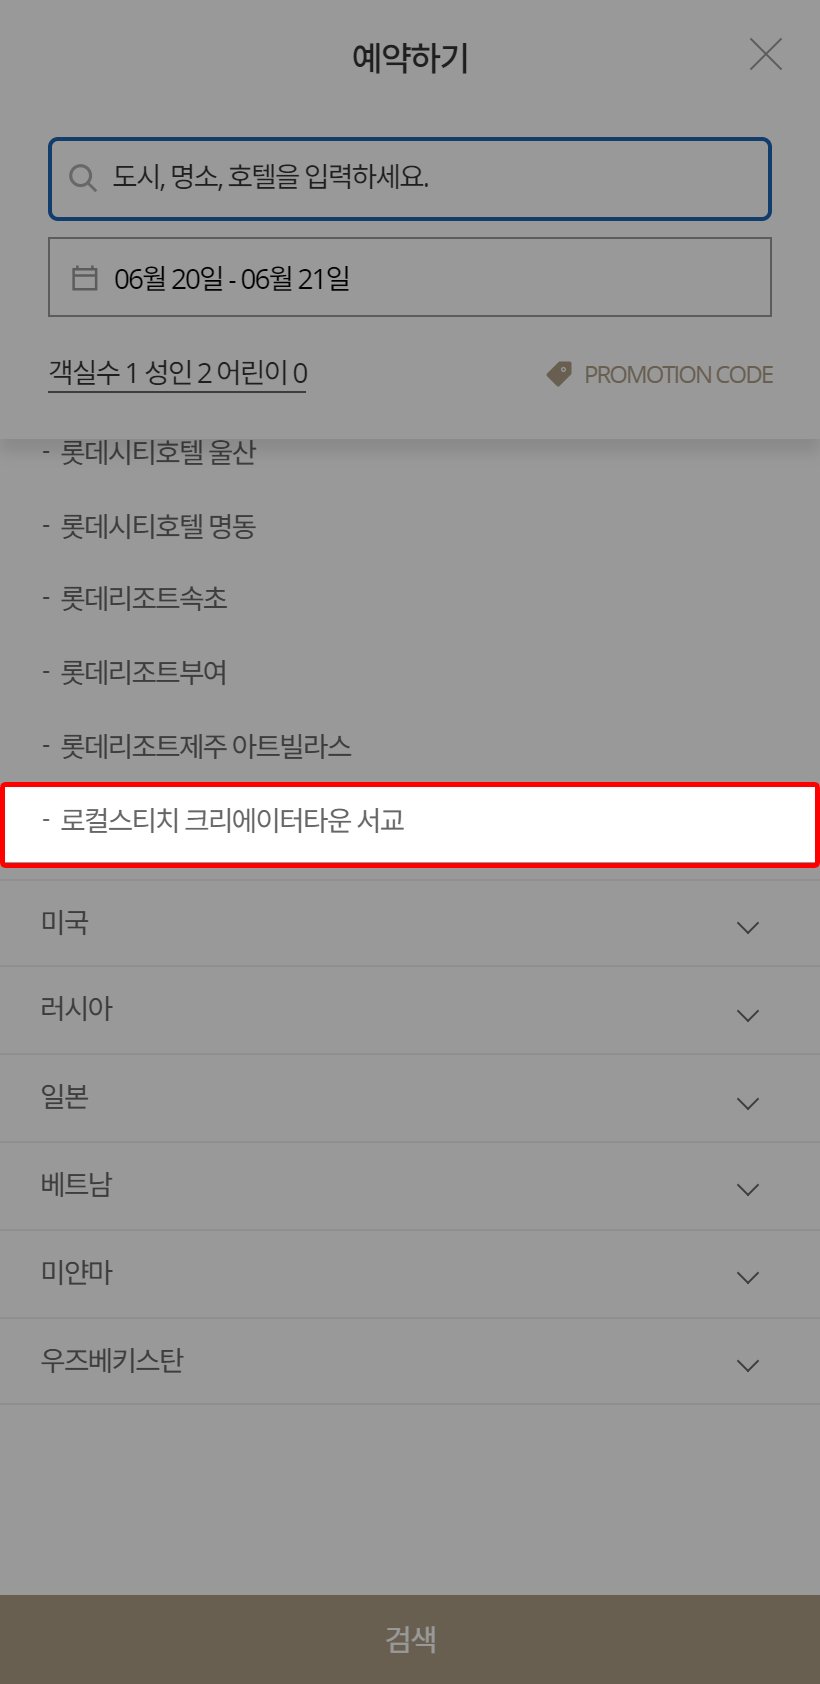 예약하기
도시, 명소, 호텔을 입력하세요.
06월 20일 - 06월 21일
객실수 1 성인 2 어린이 0 PROMOTION CODE
- 롯데시티호텔 울산
- 롯데시티호텔 명동
- 롯데리조트속초
- 롯데리조트부여
- 롯데리조트제주 아트빌라스
- 로컬스티치 크리에이터타운 서교
미국
러시아
일본
베트남
미얀마
우즈베키스탄
검색